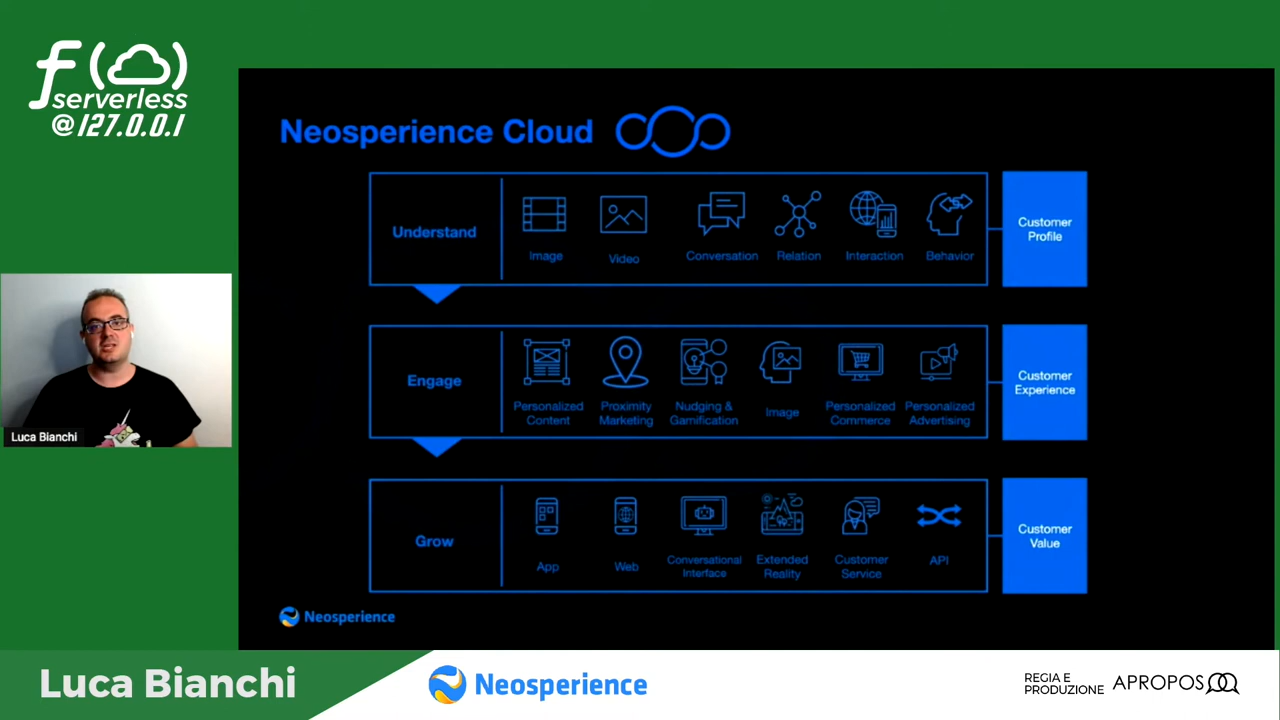 f()
serverless
@127.0.0.1
Neosperience Cloud
Understand
Image
Video
Conversation
Relation
Interaction
Behavior
Customer
Profile
Engage
Personalized
Content
Proximity
Marketing
Nudging &
Gamification
Image
Personalized
Commerce
Personalized
Advertising
Customer
Experience
Grow
App
Web
Conversational
Interface
Extended
Reality
Customer
Service
API
Customer
Value
Neosperience
Luca Bianchi
Luca Bianchi
Neosperience
REGIA E
PRODUZIONE
APROPOS